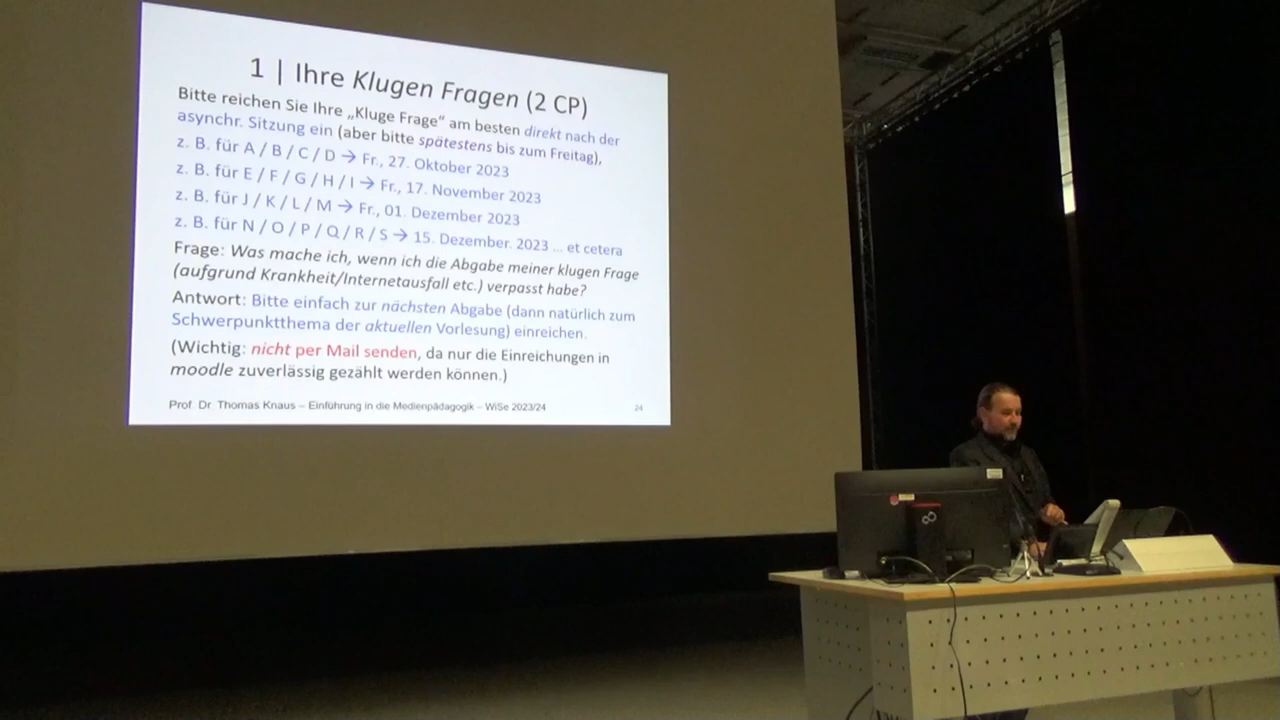 1 | Ihre Klugen Fragen (2 CP)
Bitte reichen Sie Ihre „Kluge Frage“ am besten direkt nach der
asynchr. Sitzung ein (aber bitte spätestens bis zum Freitag),
z. B. für A / B / C / D → Fr., 27. Oktober 2023
z. B. für E / F / G / H / I → Fr., 17. November 2023
z. B. für J / K / L / M → Fr., 01. Dezember 2023
z. B. für N / O / P / Q / R / S → 15. Dezember. 2023 ... et cetera
Frage: Was mache ich, wenn ich die Abgabe meiner klugen Frage
(aufgrund Krankheit/Internetausfall etc.) verpasst habe?
Antwort: Bitte einfach zur nächsten Abgabe (dann natürlich zum
Schwerpunktthema der aktuellen Vorlesung) einreichen.
(Wichtig: nicht per Mail senden, da nur die Einreichungen in
moodle zuverlässig gezählt werden können.)
Prof. Dr. Thomas Knaus – Einführung in die Medienpädagogik – WiSe 2023/24
24